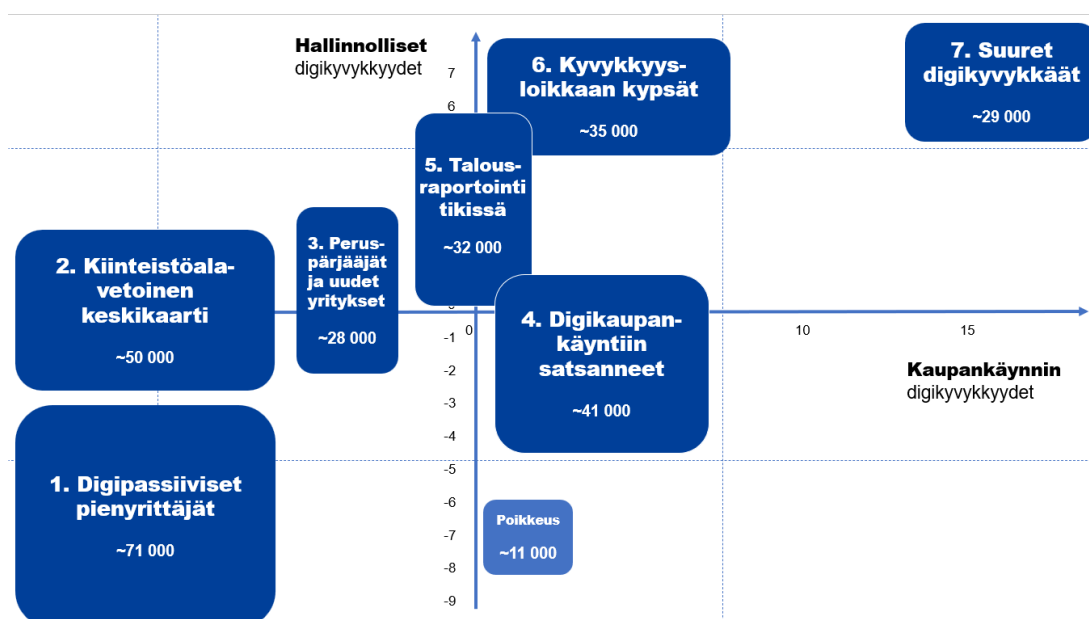 Hallinnolliset
digikyvykkyydet
7
6
6. Kyvykkyys-
loikkaan kypsät
~35 000
7. Suuret
digikyvykkäät
~29 000
5. Talous-
raportointi
tikissä
~32 000
2. Kiinteistöala-
vetoinen
keskikaarti
~50 000
3. Perus-
pärjääjät
ja uudet
yritykset
~28 000
4. Digikaupan-
käyntiin
satsanneet
~41 000
0
10
15
Kaupankäynnin
digikyvykkyydet
-1
-2
-3
-4
-5
-6
-7
-8
-9
1. Digipassiiviset
pienyrittäjät
~71 000
Poikkeus
~11 000